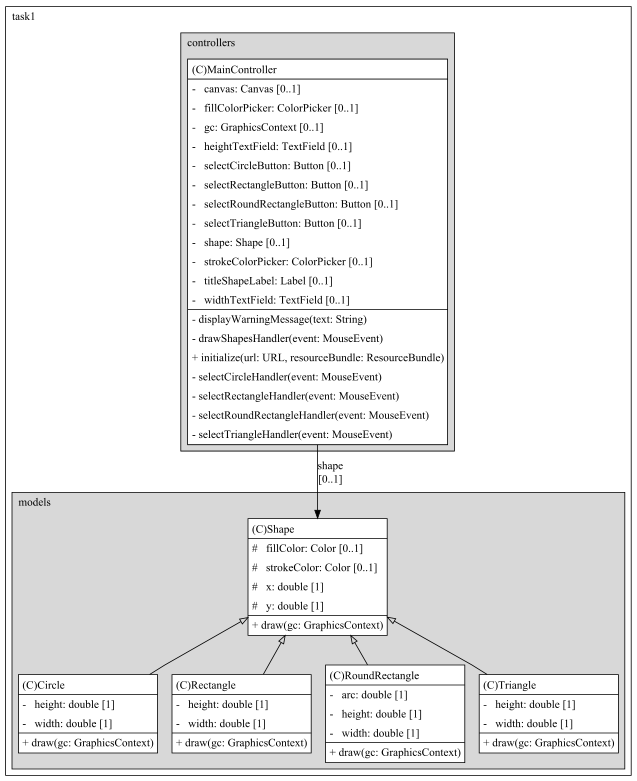 task1
controllers
(C)MainController
- canvas: Canvas [0..1]
- fillColorPicker: ColorPicker [0..1]
- gc: GraphicsContext [0..1]
- heightTextField: TextField [0..1]
- selectCircleButton: Button [0..1]
- selectRectangleButton: Button [0..1]
- selectRoundRectangleButton: Button [0..1]
- selectTriangleButton: Button [0..1]
- shape: Shape [0..1]
- strokeColorPicker: ColorPicker [0..1]
- titleShapeLabel: Label [0..1]
- widthTextField: TextField [0..1]
- displayWarningMessage(text: String)
- drawShapesHandler(event: MouseEvent)
+ initialize(url: URL, resourceBundle: ResourceBundle)
- selectCircleHandler(event: MouseEvent)
- selectRectangleHandler(event: MouseEvent)
- selectRoundRectangleHandler(event: MouseEvent)
- selectTriangleHandler(event: MouseEvent)
shape
[0..1]
models
(C)Shape
# fillColor: Color [0..1]
# strokeColor: Color [0..1]
# x: double [1]
# y: double [1]
+ draw(gc: GraphicsContext)
(C)Circle
- height: double [1]
- width: double [1]
+ draw(gc: GraphicsContext)
(C)Rectangle
- height: double [1]
- width: double [1]
+ draw(gc: GraphicsContext)
(C)RoundRectangle
- arc: double [1]
- height: double [1]
- width: double [1]
+ draw(gc: GraphicsContext)
(C)Triangle
- height: double [1]
- width: double [1]
+ draw(gc: GraphicsContext)